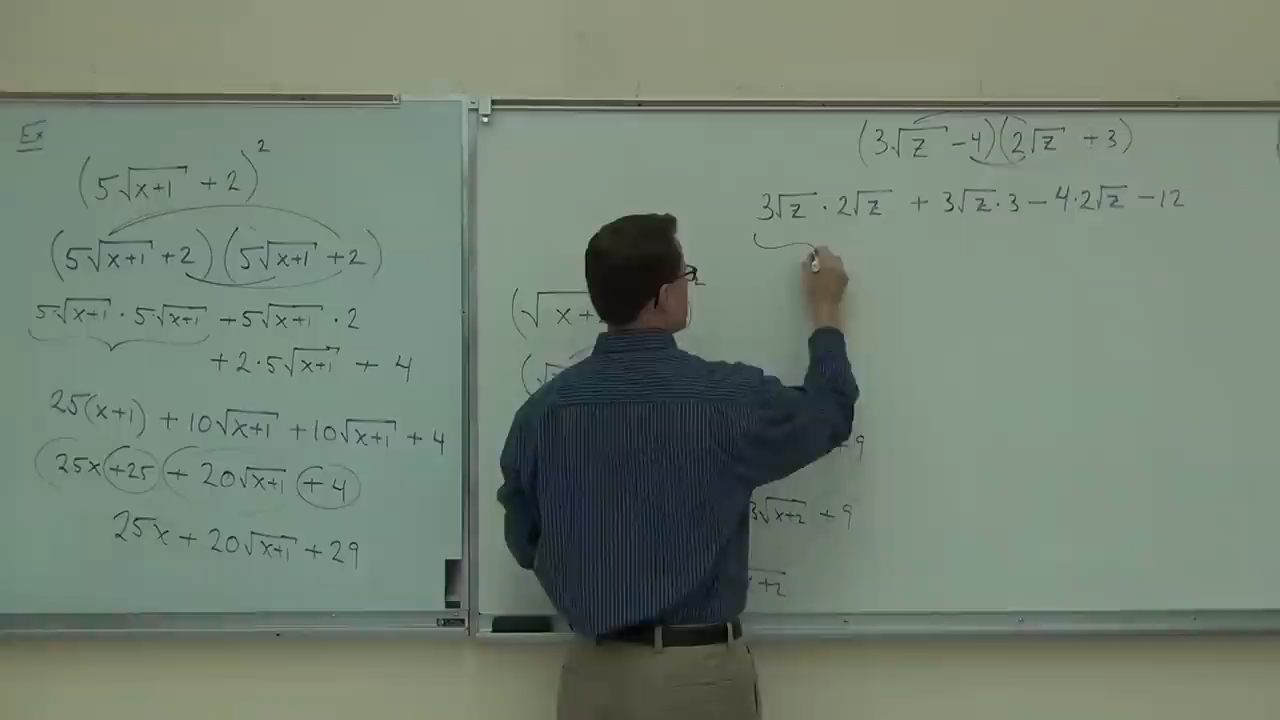 Ex
(5√(x+1) + 2)²
(5√(x+1) + 2)(5√(x+1) + 2)
5√(x+1) · 5√(x+1) + 5√(x+1) · 2
+ 2 · 5√(x+1) + 4
25(x+1) + 10√(x+1) + 10√(x+1) + 4
25x + 25 + 20√(x+1) + 4
25x + 20√(x+1) + 29
(3√z - 4)(2√z + 3)
3√z · 2√z + 3√z · 3 - 4 · 2√z - 12
2
(√x+
(√
9
3√(x+2) + 9
+2